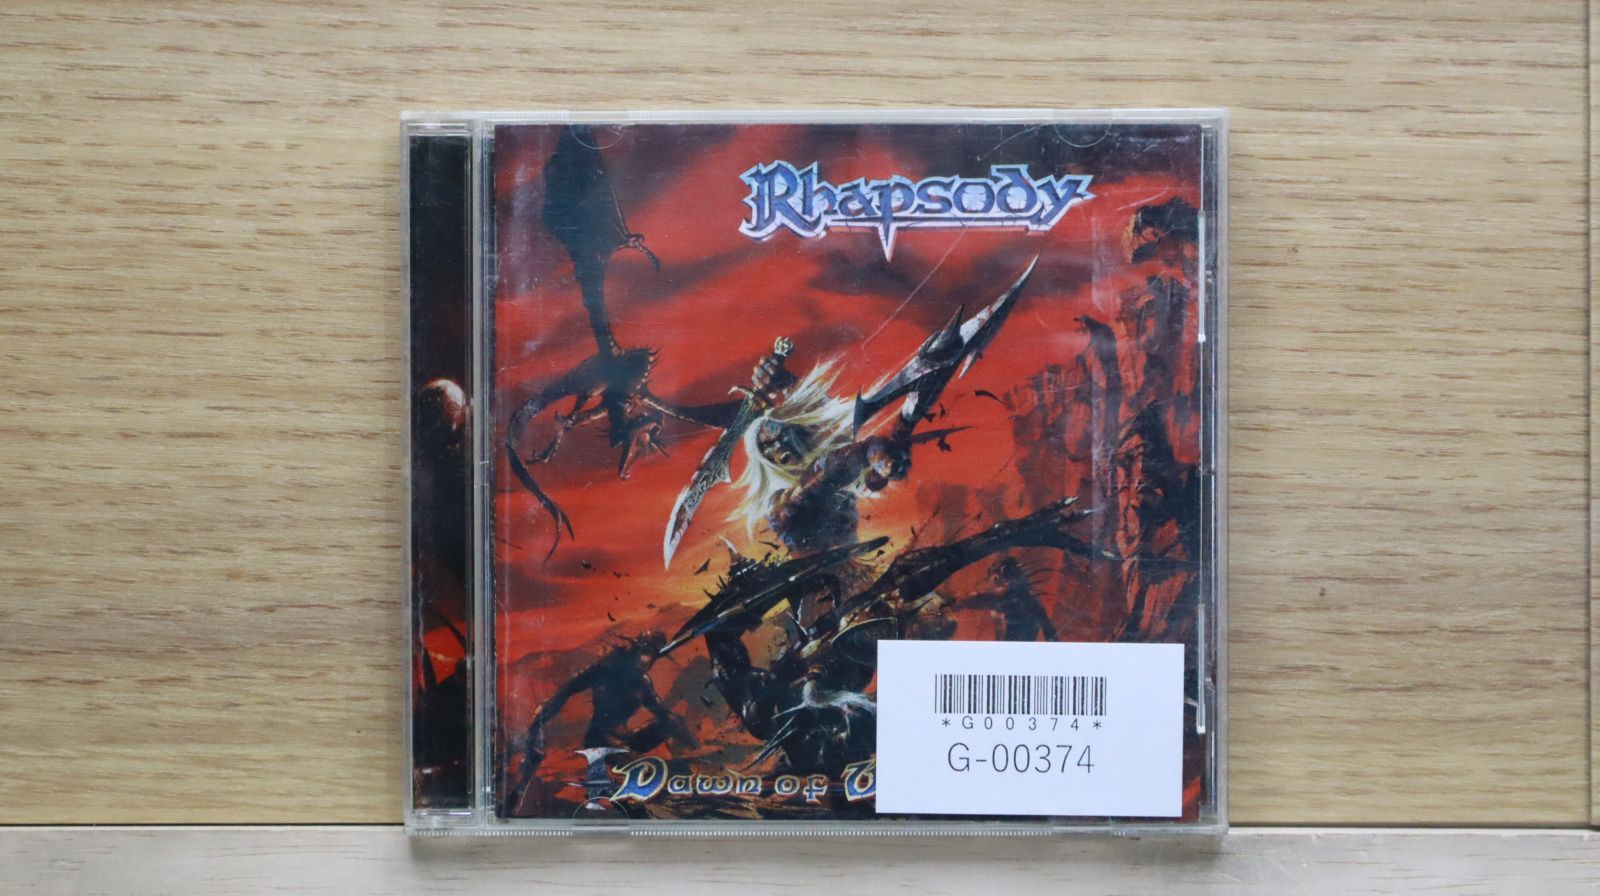 Rhapsody
Dawn of
*G00374*
G-00374